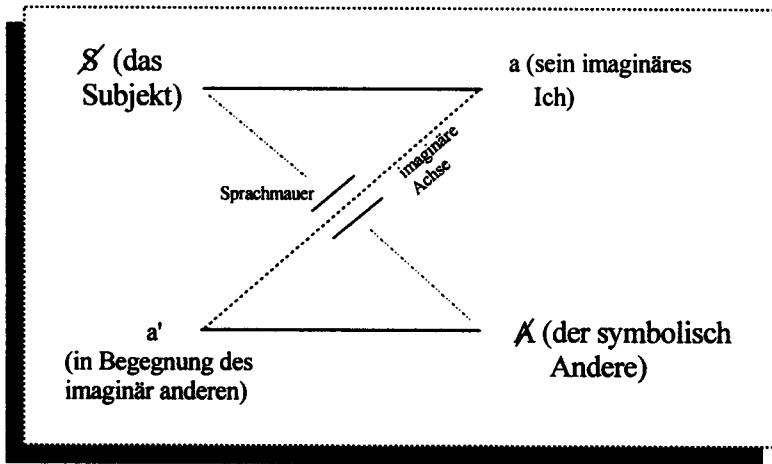 $ (das
Subjekt)
a (sein imaginäres
Ich)
imaginäre
Achse
Sprachmauer
a'
(in Begegnung des
imaginär anderen)
Ⱥ (der symbolisch
Andere)